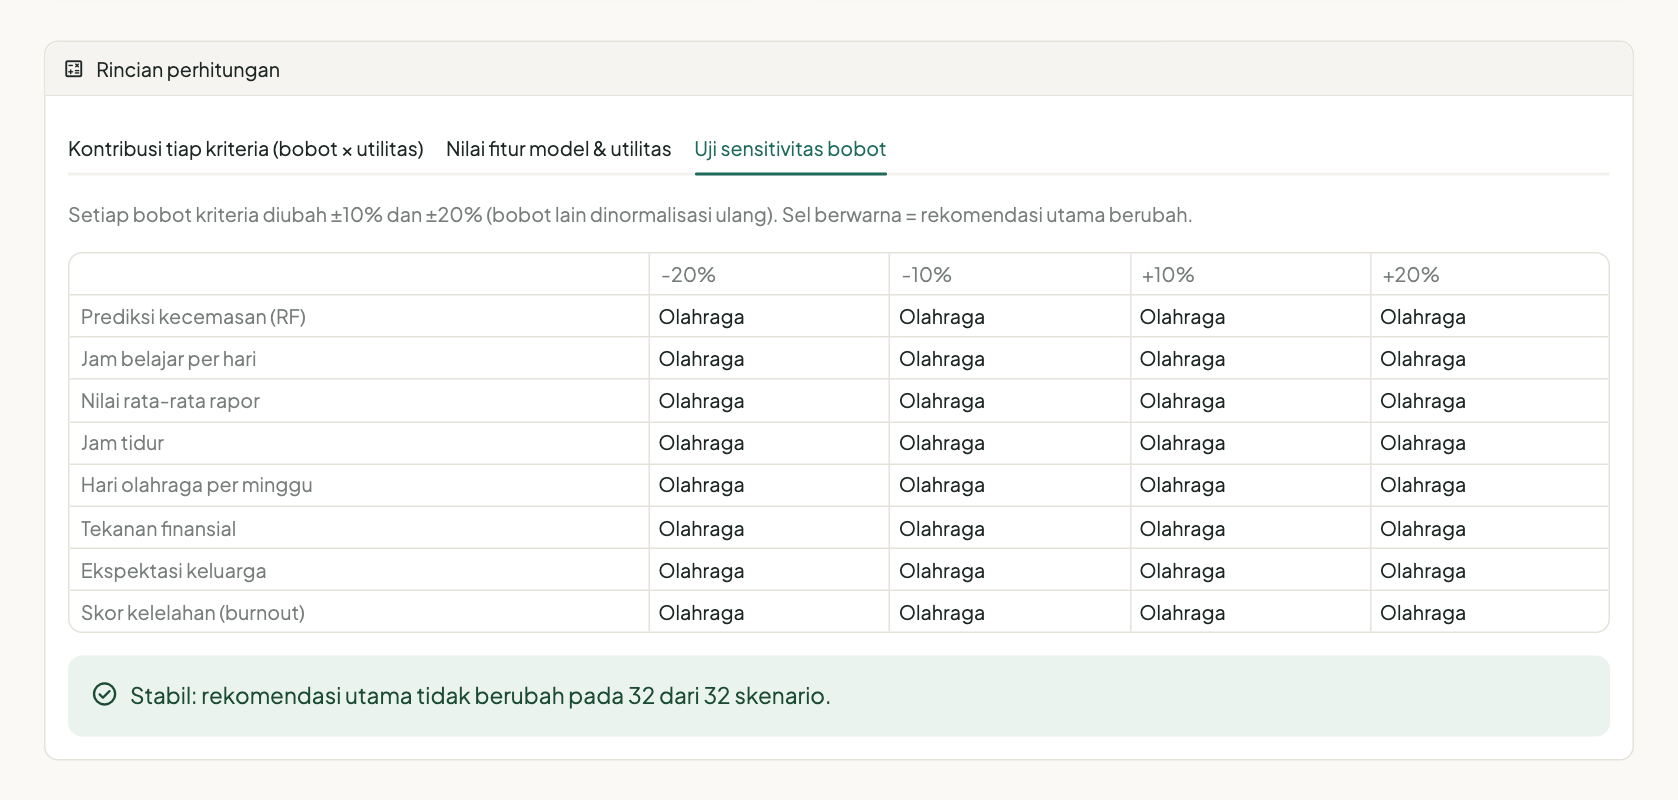 Rincian perhitungan
Kontribusi tiap kriteria (bobot × utilitas) Nilai fitur model & utilitas Uji sensitivitas bobot
Setiap bobot kriteria diubah ±10% dan ±20% (bobot lain dinormalisasi ulang). Sel berwarna = rekomendasi utama berubah.
-20% -10% +10% +20%
Prediksi kecemasan (RF) Olahraga Olahraga Olahraga Olahraga
Jam belajar per hari Olahraga Olahraga Olahraga Olahraga
Nilai rata-rata rapor Olahraga Olahraga Olahraga Olahraga
Jam tidur Olahraga Olahraga Olahraga Olahraga
Hari olahraga per minggu Olahraga Olahraga Olahraga Olahraga
Tekanan finansial Olahraga Olahraga Olahraga Olahraga
Ekspektasi keluarga Olahraga Olahraga Olahraga Olahraga
Skor kelelahan (burnout) Olahraga Olahraga Olahraga Olahraga
Stabil: rekomendasi utama tidak berubah pada 32 dari 32 skenario.